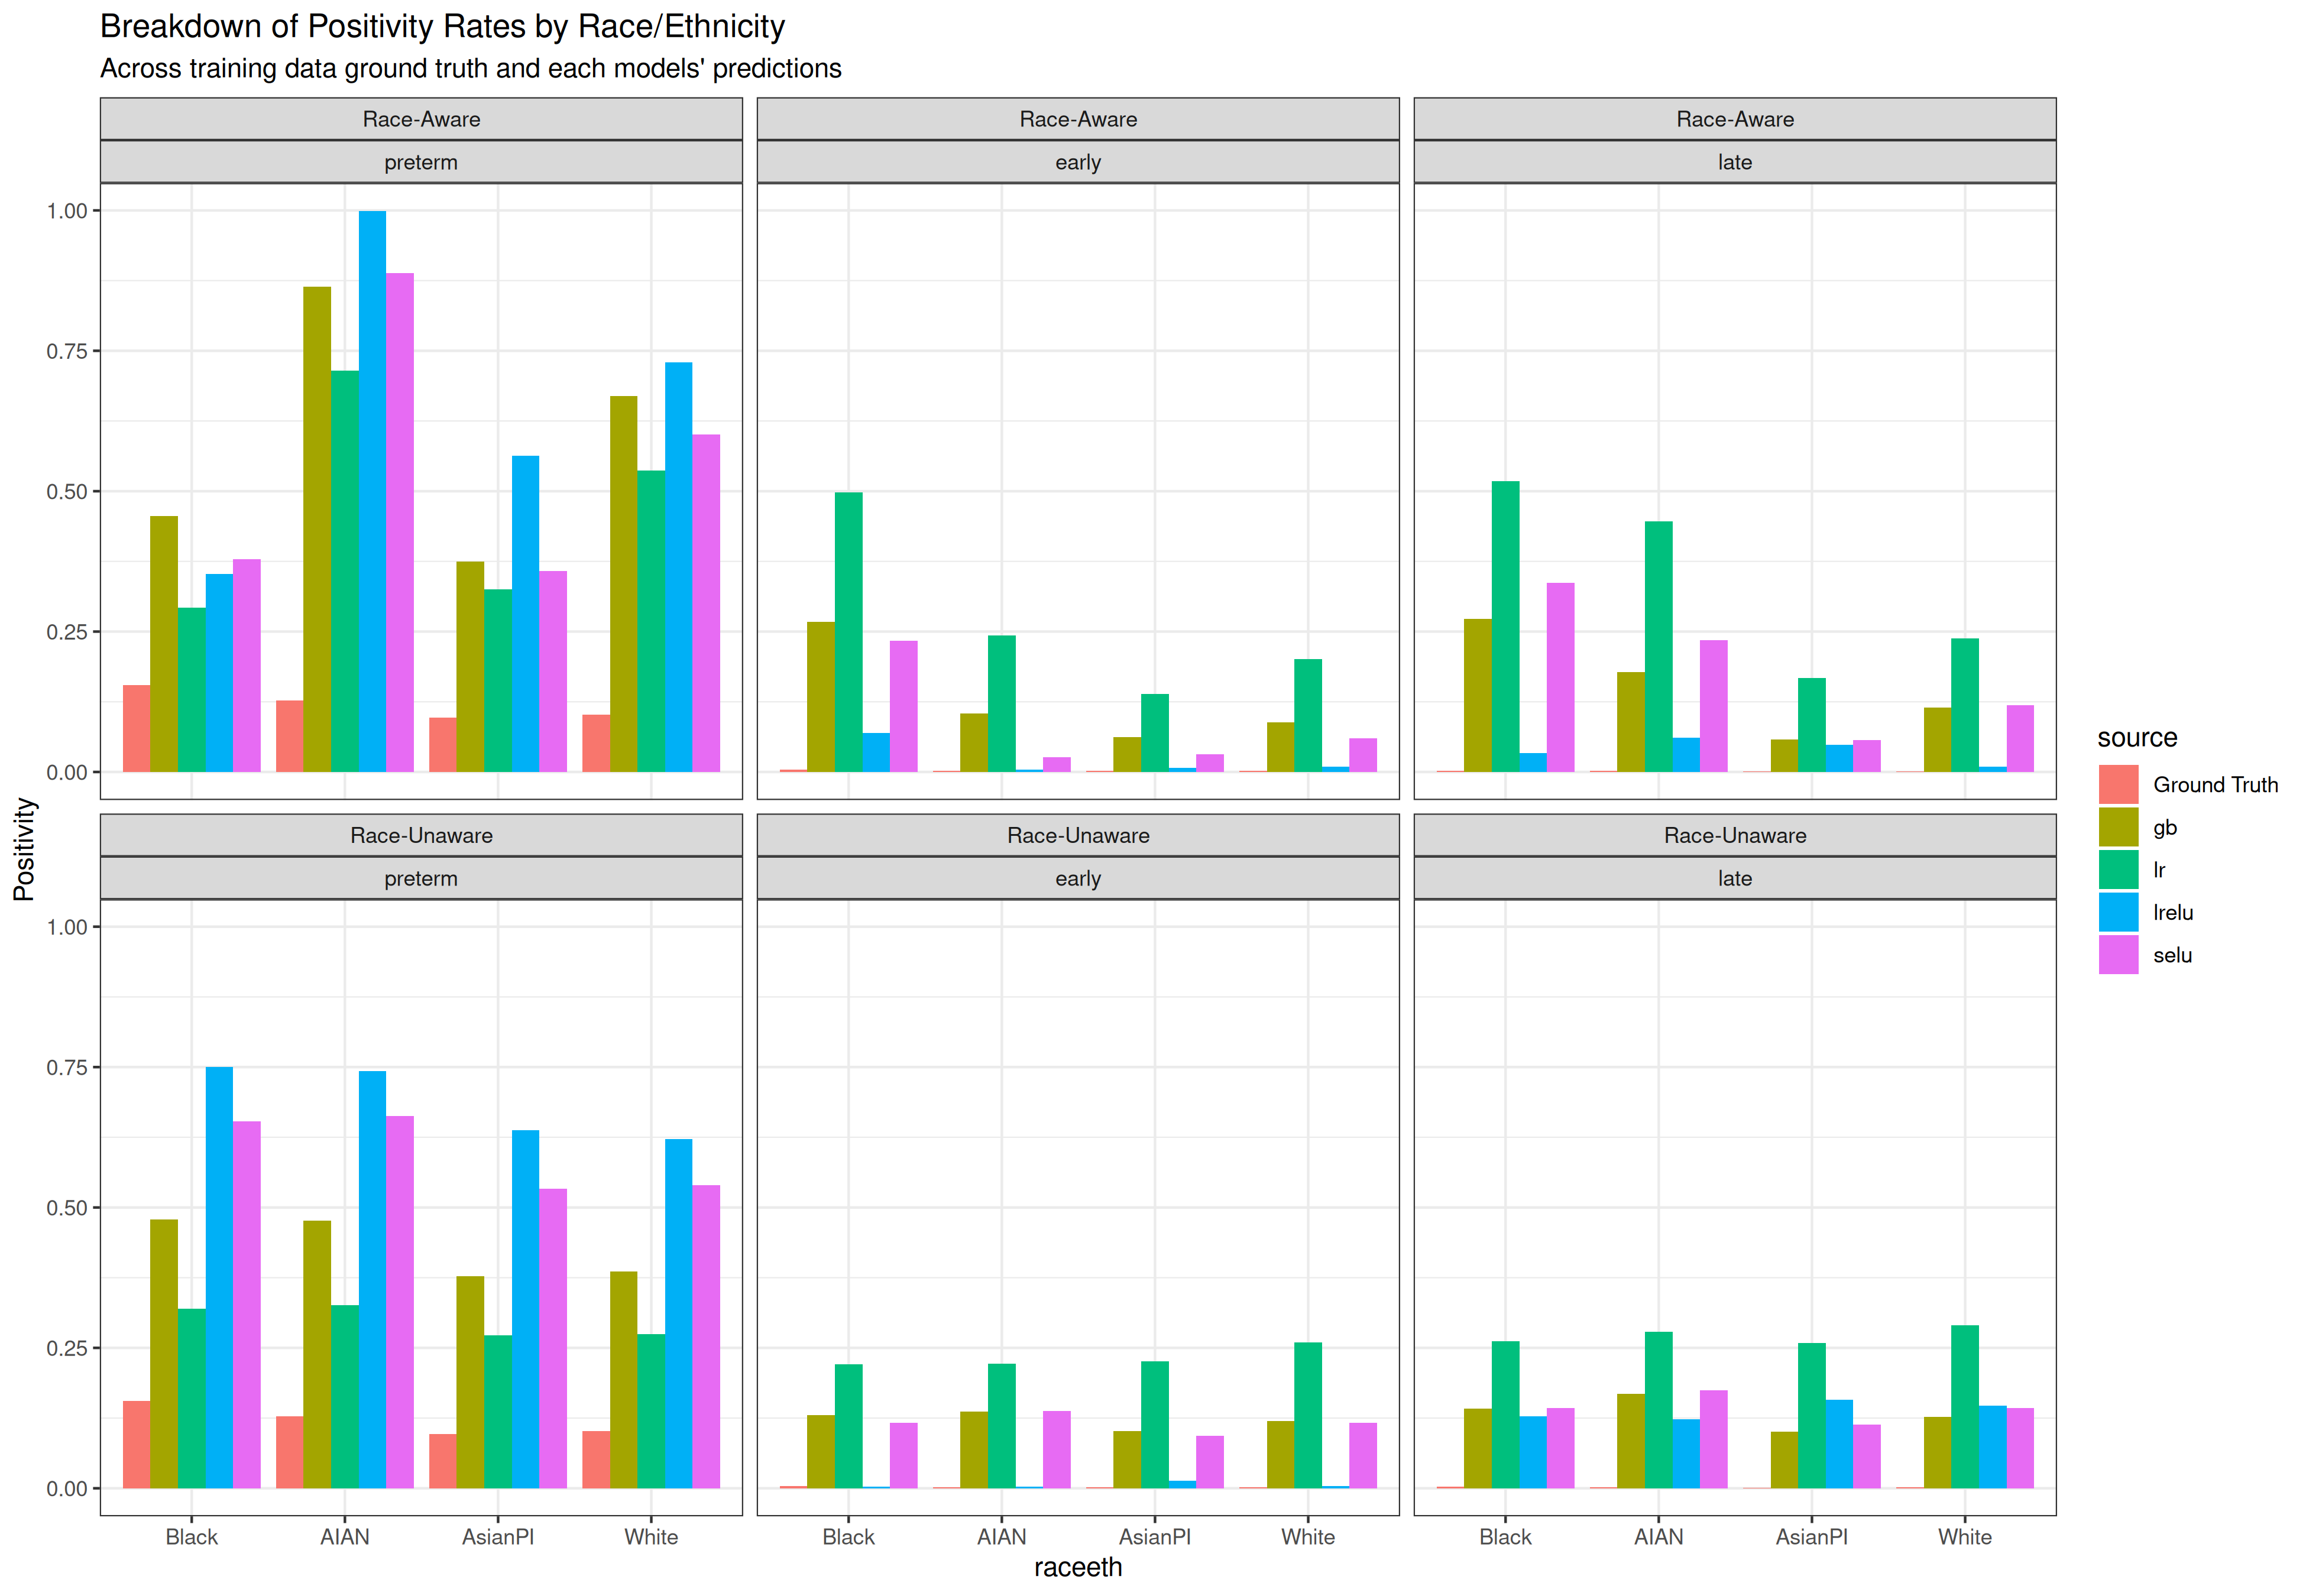 Breakdown of Positivity Rates by Race/Ethnicity
Across training data ground truth and each models' predictions
Race-Aware
preterm
Race-Aware
early
Race-Aware
late
1.00
0.75
0.50
0.25
0.00
Race-Unaware
preterm
Race-Unaware
early
Race-Unaware
late
1.00
0.75
0.50
0.25
0.00
Positivity
Black AIAN AsianPI White
Black AIAN AsianPI White
Black AIAN AsianPI White
raceeth
source
Ground Truth
gb
lr
lrelu
selu